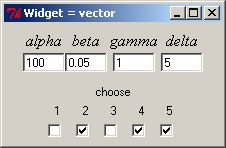 Widget = vector
alpha beta gamma delta
100 0.05 1 5
choose
1 2 3 4 5